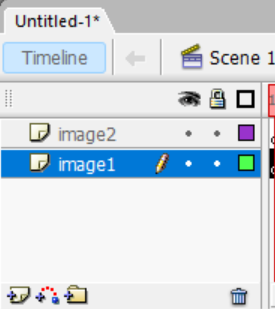 Untitled-1*
Timeline
Scene 1
image2
image1